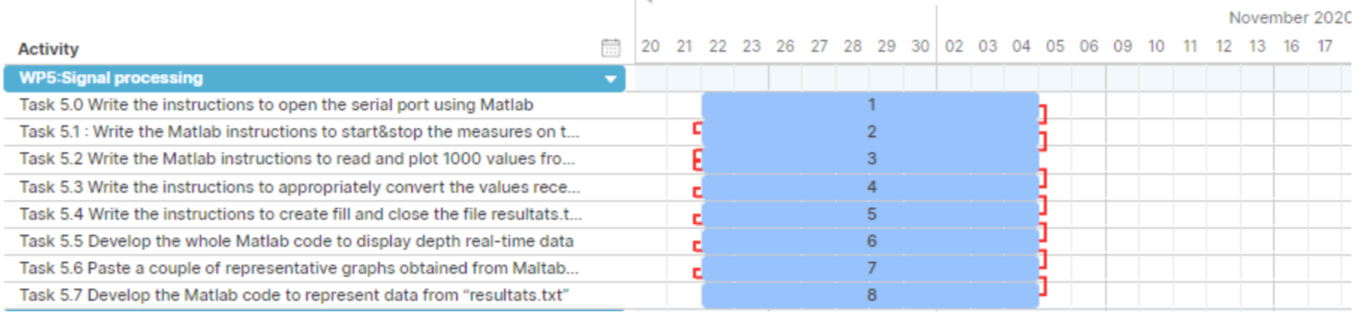 November 2020
Activity 20 21 22 23 26 27 28 29 30 02 03 04 05 06 09 10 11 12 13 16 17
WP5:Signal processing
Task 5.0 Write the instructions to open the serial port using Matlab 1
Task 5.1 : Write the Matlab instructions to start&stop the measures on t... 2
Task 5.2 Write the Matlab instructions to read and plot 1000 values fro... 3
Task 5.3 Write the instructions to appropriately convert the values rece... 4
Task 5.4 Write the instructions to create fill and close the file resultats.t... 5
Task 5.5 Develop the whole Matlab code to display depth real-time data 6
Task 5.6 Paste a couple of representative graphs obtained from Maltab... 7
Task 5.7 Develop the Matlab code to represent data from “resultats.txt” 8